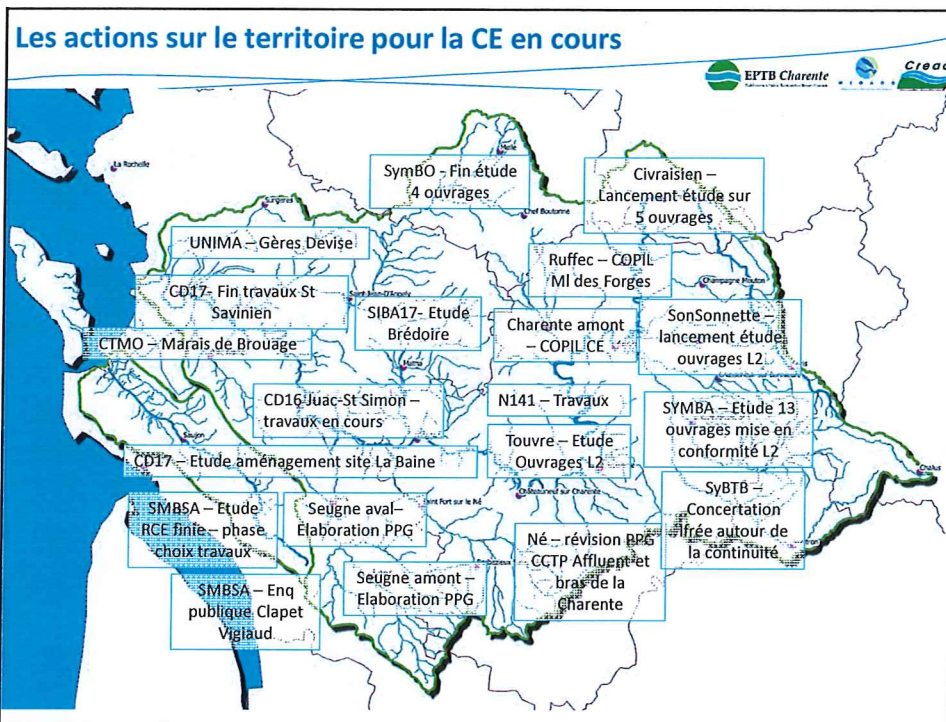 Les actions sur le territoire pour la CE en cours
EPTB Charente
Creac
La Rochelle
Melle
SymBO - Fin étude
4 ouvrages
Civraisien –
Lancement étude sur
5 ouvrages
Surgères
Chef Boutonne
UNIMA – Gères Devise
Ruffec – COPIL
Ml des Forges
Champagne Mouton
CD17- Fin travaux St
Savinien
Saint-Jean-D'Angely
SIBA17- Etude
Brédoire
Charente amont
– COPIL CE
SonSonnette –
lancement étude
ouvrages L2
CTMO – Marais de Brouage
Matha
CD16 Juac-St Simon –
travaux en cours
N141 – Travaux
SYMBA – Etude 13
ouvrages mise en
conformité L2
Saujon
Touvre – Etude
Ouvrages L2
CD17 – Etude aménagement site La Baine
Chalus
Saint Fort sur le Né
Châteauneuf sur Charente
SyBTB –
Concertation
ifrée autour de
la continuité
SMBSA – Etude
RCE finie – phase
choix travaux
Seugne aval–
Elaboration PPG
Né – révision PPG
CCTP Affluent et
bras de la
Charente
Seugne amont –
Elaboration PPG
SMBSA – Enq
publique Clapet
Vigiaud